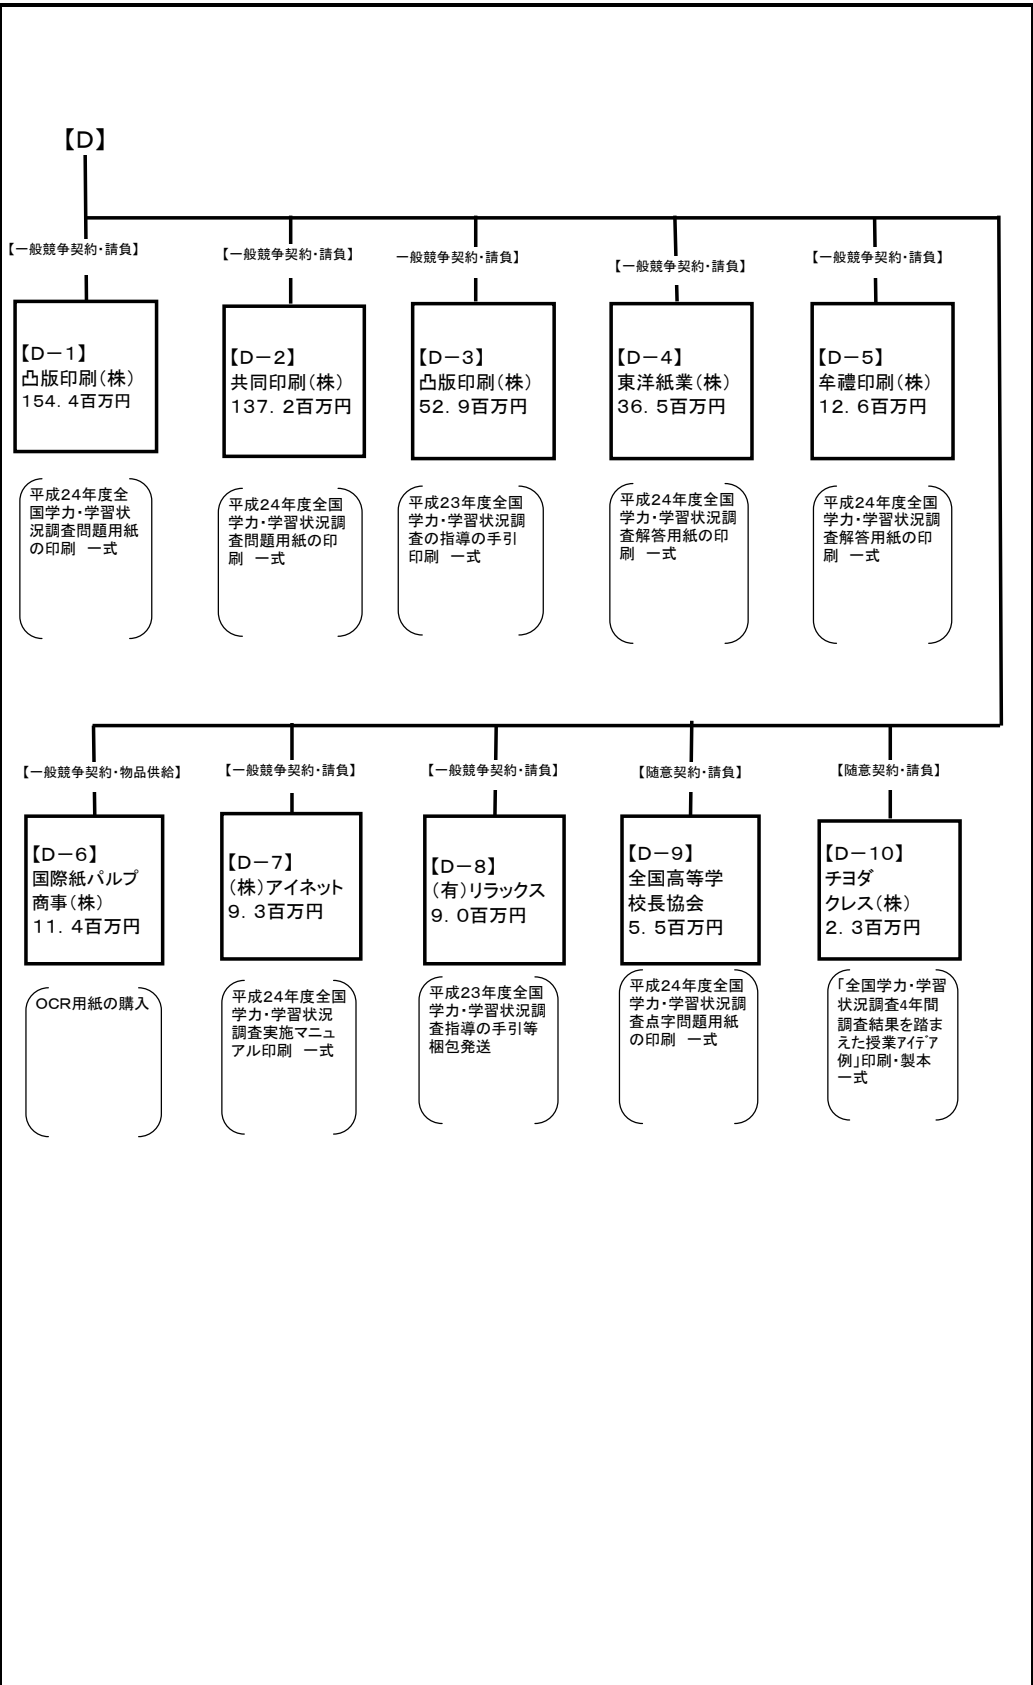 【D】
【一般競争契約・請負】
【一般競争契約・請負】
一般競争契約・請負】
【一般競争契約・請負】
【一般競争契約・請負】
【D－1】
凸版印刷(株)
154．4百万円
【D－2】
共同印刷(株)
137．2百万円
【D－3】
凸版印刷(株)
52．9百万円
【D－4】
東洋紙業(株)
36．5百万円
【D－5】
牟禮印刷(株)
12．6百万円
平成24年度全
国学力・学習状
況調査問題用紙
の印刷　一式
平成24年度全国
学力・学習状況調
査問題用紙の印
刷　一式
平成23年度全国
学力・学習状況調
査の指導の手引
印刷　一式
平成24年度全国
学力・学習状況調
査解答用紙の印
刷　一式
平成24年度全国
学力・学習状況調
査解答用紙の印
刷　一式
【一般競争契約・物品供給】
【一般競争契約・請負】
【一般競争契約・請負】
【随意契約・請負】
【随意契約・請負】
【D－6】
国際紙パルプ
商事(株)
11．4百万円
【D－7】
(株)アイネット
9．3百万円
【D－8】
(有)リラックス
9．0百万円
【D－9】
全国高等学
校長協会
5．5百万円
【D－10】
チヨダ
クレス(株)
2．3百万円
OCR用紙の購入
平成24年度全国
学力・学習状況
調査実施マニュ
アル印刷　一式
平成23年度全国
学力・学習状況調
査指導の手引等
梱包発送
平成24年度全国
学力・学習状況調
査点字問題用紙
の印刷　一式
「全国学力・学習
状況調査4年間
調査結果を踏ま
えた授業ｱｲﾃﾞｱ
例」印刷・製本
一式